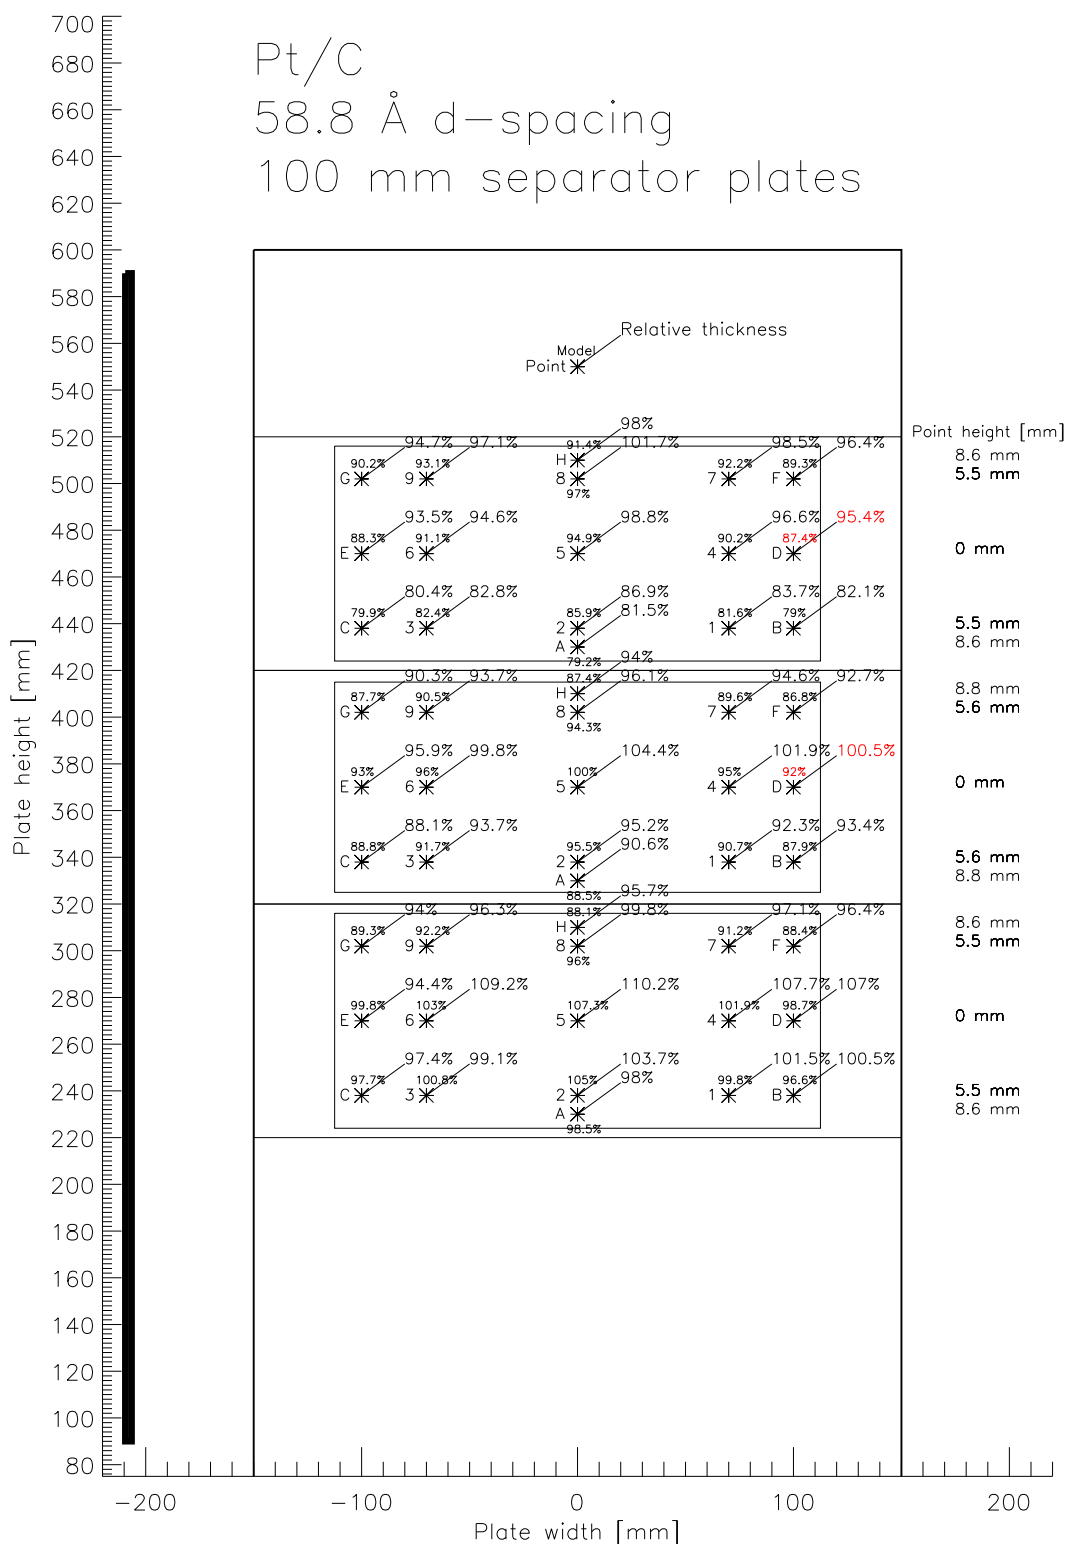 Pt/C
58.8 Å d-spacing
100 mm separator plates
700
680
660
640
620
600
580
560
540
520
500
480
460
440
420
400
380
360
340
320
300
280
260
240
220
200
180
160
140
120
100
80
Plate height [mm]
Relative thickness
Model
Point
Point height [mm]
98%
94.7% 97.1% 91.4% 101.7% 98.5% 96.4%
90.2% 93.1% H 92.2% 89.3% 8.6 mm
G 9 8 7 F 5.5 mm
97%
93.5% 94.6% 98.8% 96.6% 95.4%
88.3% 91.1% 94.9% 90.2% 87.4%
E 6 5 4 D 0 mm
80.4% 82.8% 86.9% 83.7% 82.1%
79.9% 82.4% 85.9% 81.5% 81.6% 79%
C 3 2 1 B 5.5 mm
A 8.6 mm
79.2% 94%
90.3% 93.7% 87.4% 96.1% 94.6% 92.7%
87.7% 90.5% H 89.6% 86.8% 8.8 mm
G 9 8 7 F 5.6 mm
94.3%
95.9% 99.8% 104.4% 101.9% 100.5%
93% 96% 100% 95% 92%
E 6 5 4 D 0 mm
88.1% 93.7% 95.2% 92.3% 93.4%
88.8% 91.7% 95.5% 90.6% 90.7% 87.9%
C 3 2 1 B 5.6 mm
A 8.8 mm
88.5% 95.7%
94% 96.3% 88.1% 99.8% 97.1% 96.4%
89.3% 92.2% H 91.2% 88.4% 8.6 mm
G 9 8 7 F 5.5 mm
96%
94.4% 109.2% 110.2% 107.7% 107%
99.8% 103% 107.3% 101.9% 98.7%
E 6 5 4 D 0 mm
97.4% 99.1% 103.7% 101.5% 100.5%
97.7% 100.8% 105% 98% 99.8% 96.6%
C 3 2 1 B 5.5 mm
A 8.6 mm
98.5%
-200 -100 0 100 200
Plate width [mm]